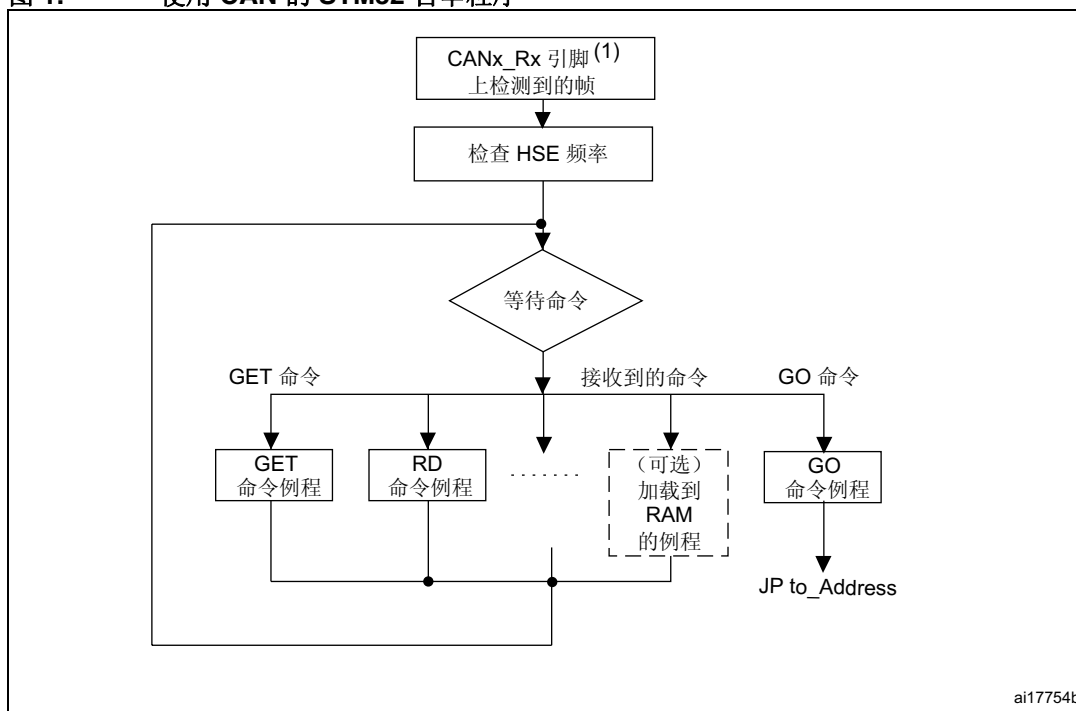 CANx_Rx 引脚 (1)
上检测到的帧
检查 HSE 频率
等待命令
GET 命令
接收到的命令
GO 命令
GET
命令例程
RD
命令例程
........
（可选）
加载到
RAM
的例程
GO
命令例程
JP to_Address
ai17754b